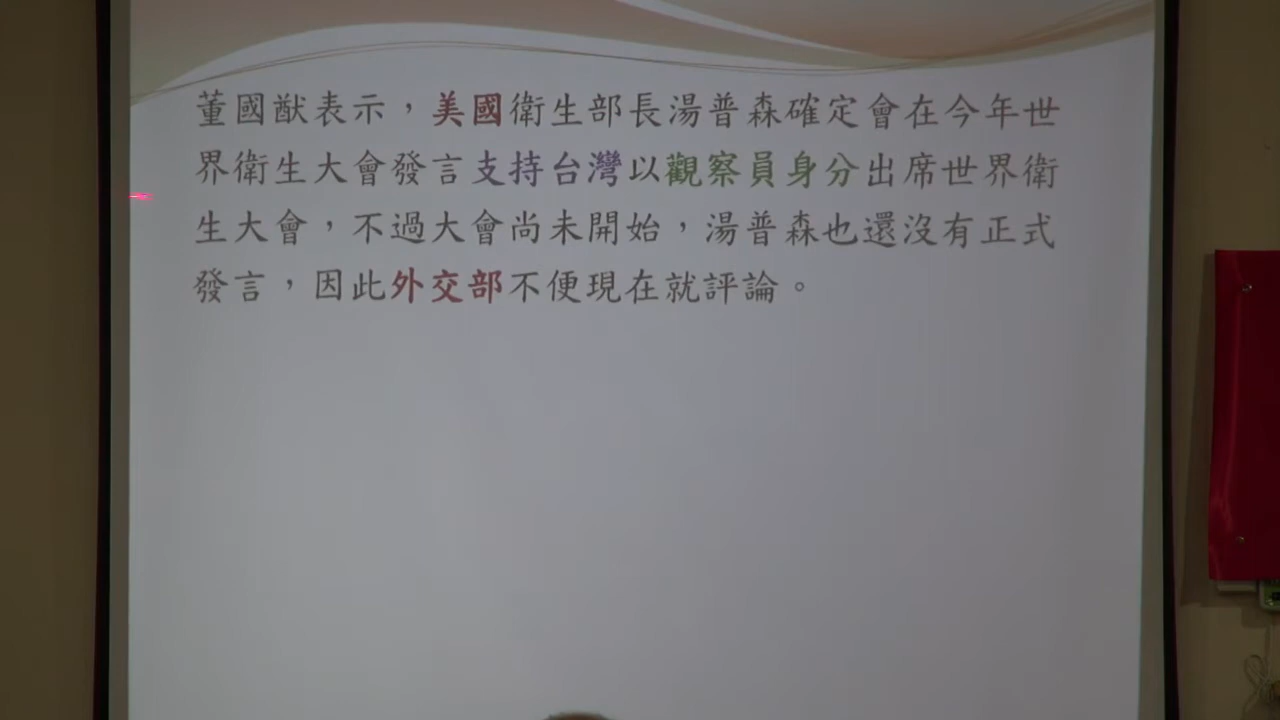 董國猷表示，美國衛生部長湯普森確定會在今年世
界衛生大會發言支持台灣以觀察員身分出席世界衛
生大會，不過大會尚未開始，湯普森也還沒有正式
發言，因此外交部不便現在就評論。